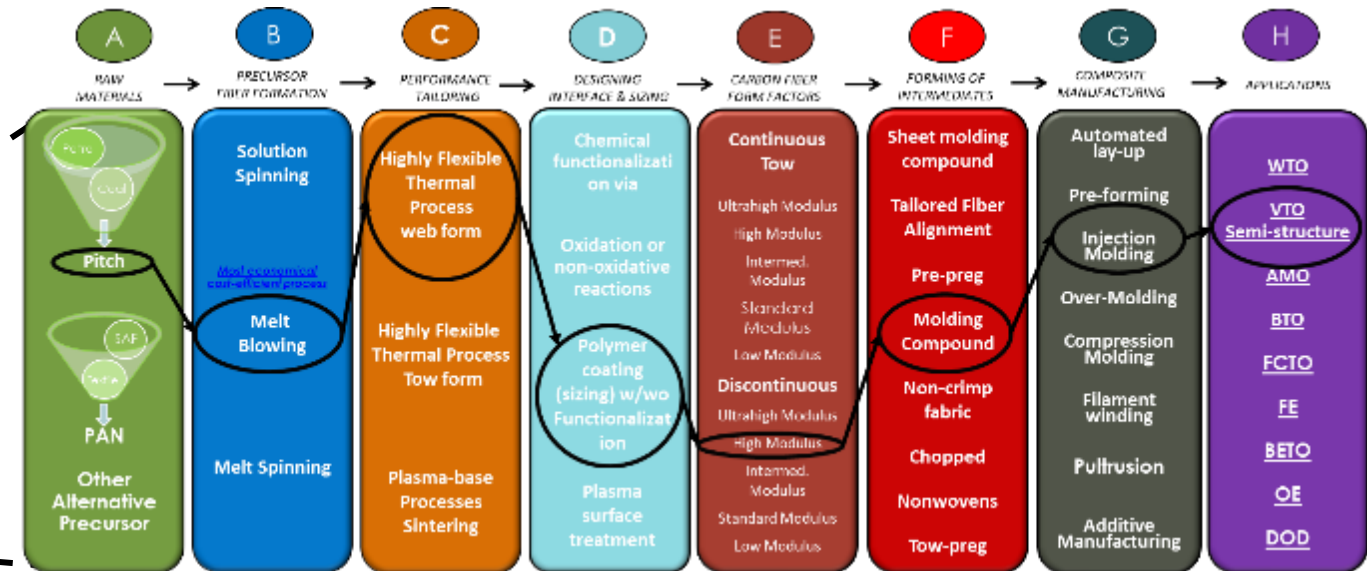 A
B
C
D
E
F
G
H
RAW
MATERIALS
PRECURSOR
FIBER FORMATION
PERFORMANCE
TAILORING
DESIGNING
INTERFACE & SIZING
CARBON FIBER
FORM FACTORS
FORMING OF
INTERMEDIATES
COMPOSITE
MANUFACTURING
APPLICATIONS
Coal
Pitch
PAN
Other
Alternative
Precursor
Solution
Spinning
Most economical
cost-efficient process
Melt
Blowing
Melt Spinning
Highly Flexible
Thermal
Process
web form
Highly Flexible
Thermal Process
Tow form
Plasma-base
Processes
Sintering
Chemical
functionalizati
on via
Oxidation or
non-oxidative
reactions
Polymer
coating
(sizing) w/wo
Functionalizat
ion
Plasma
surface
treatment
Continuous
Tow
Ultrahigh Modulus
High Modulus
Intermed.
Modulus
Standard
Modulus
Low Modulus
Discontinuous
Ultrahigh Modulus
High Modulus
Intermed.
Modulus
Standard Modulus
Low Modulus
Sheet molding
compound
Tailored Fiber
Alignment
Pre-preg
Molding
Compound
Non-crimp
fabric
Chopped
Nonwovens
Tow-preg
Automated
lay-up
Pre-forming
Injection
Molding
Over-Molding
Compression
Molding
Filament
winding
Pultrusion
Additive
Manufacturing
WTO
VTO
Semi-structure
AMO
BTO
FCTO
FE
BETO
OE
DOD